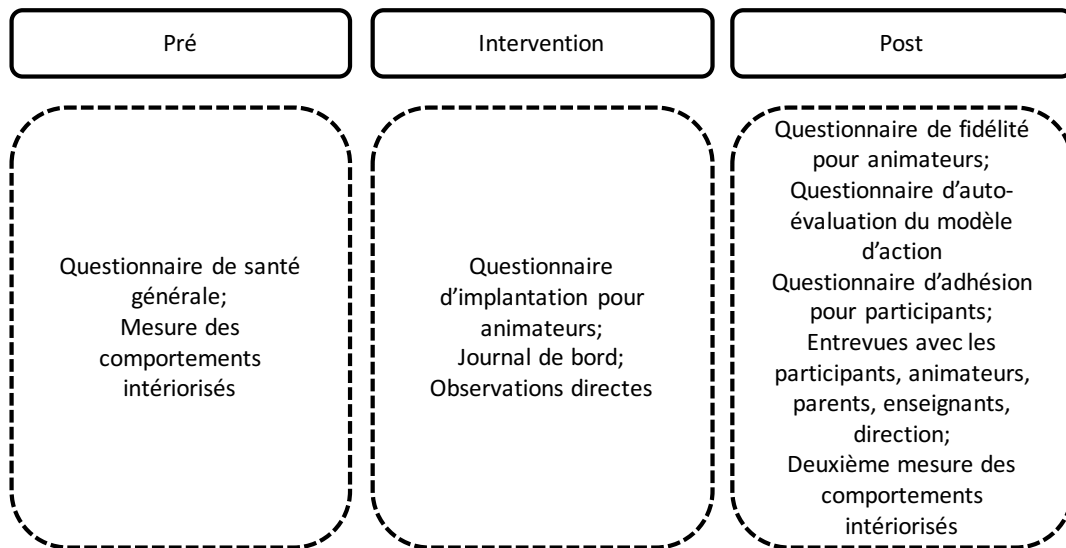 Pré
Intervention
Post
Questionnaire de santé
générale;
Mesure des
comportements
intériorisés
Questionnaire
d’implantation pour
animateurs;
Journal de bord;
Observations directes
Questionnaire de fidélité
pour animateurs;
Questionnaire d’auto-
évaluation du modèle
d’action
Questionnaire d’adhésion
pour participants;
Entrevues avec les
participants, animateurs,
parents, enseignants,
direction;
Deuxième mesure des
comportements
intériorisés